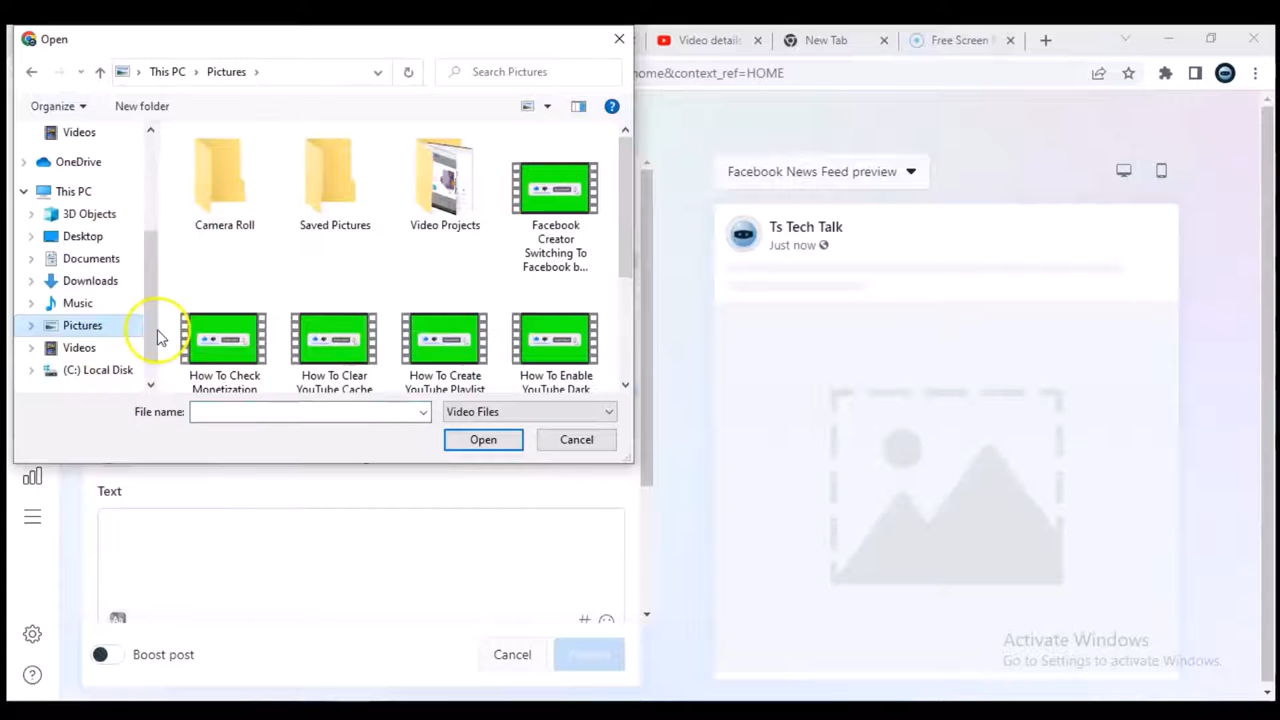 Open
Video details
New Tab
Free Screen
This PC
Pictures
Search Pictures
home&context_ref=HOME
Organize
New folder
Videos
OneDrive
This PC
3D Objects
Desktop
Documents
Downloads
Music
Pictures
Videos
(C:) Local Disk
Camera Roll
Saved Pictures
Video Projects
Facebook
Creator
Switching To
Facebook b...
How To Check
Monetization
How To Clear
YouTube Cache
How To Create
YouTube Playlist
How To Enable
YouTube Dark
File name:
Video Files
Open
Cancel
Facebook News Feed preview
Ts Tech Talk
Just now
Text
Boost post
Cancel
Activate Windows
Go to Settings to activate Windows.